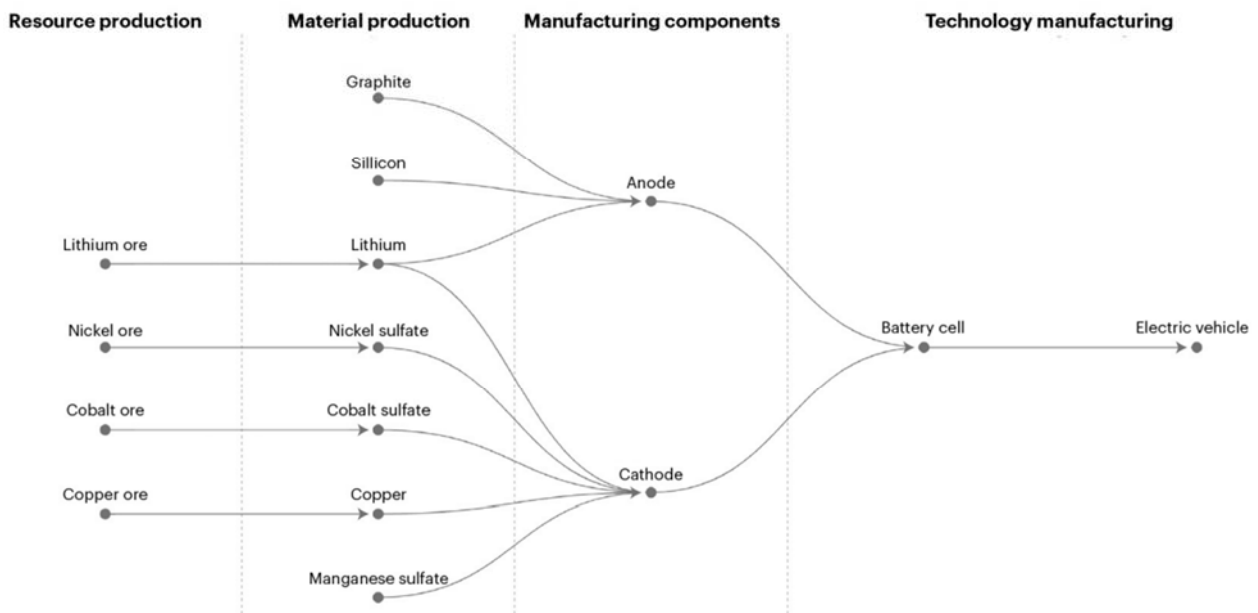 Resource production
Material production
Manufacturing components
Technology manufacturing
Graphite
Sillicon
Anode
Lithium ore
Lithium
Nickel ore
Nickel sulfate
Battery cell
Electric vehicle
Cobalt ore
Cobalt sulfate
Cathode
Copper ore
Copper
Manganese sulfate